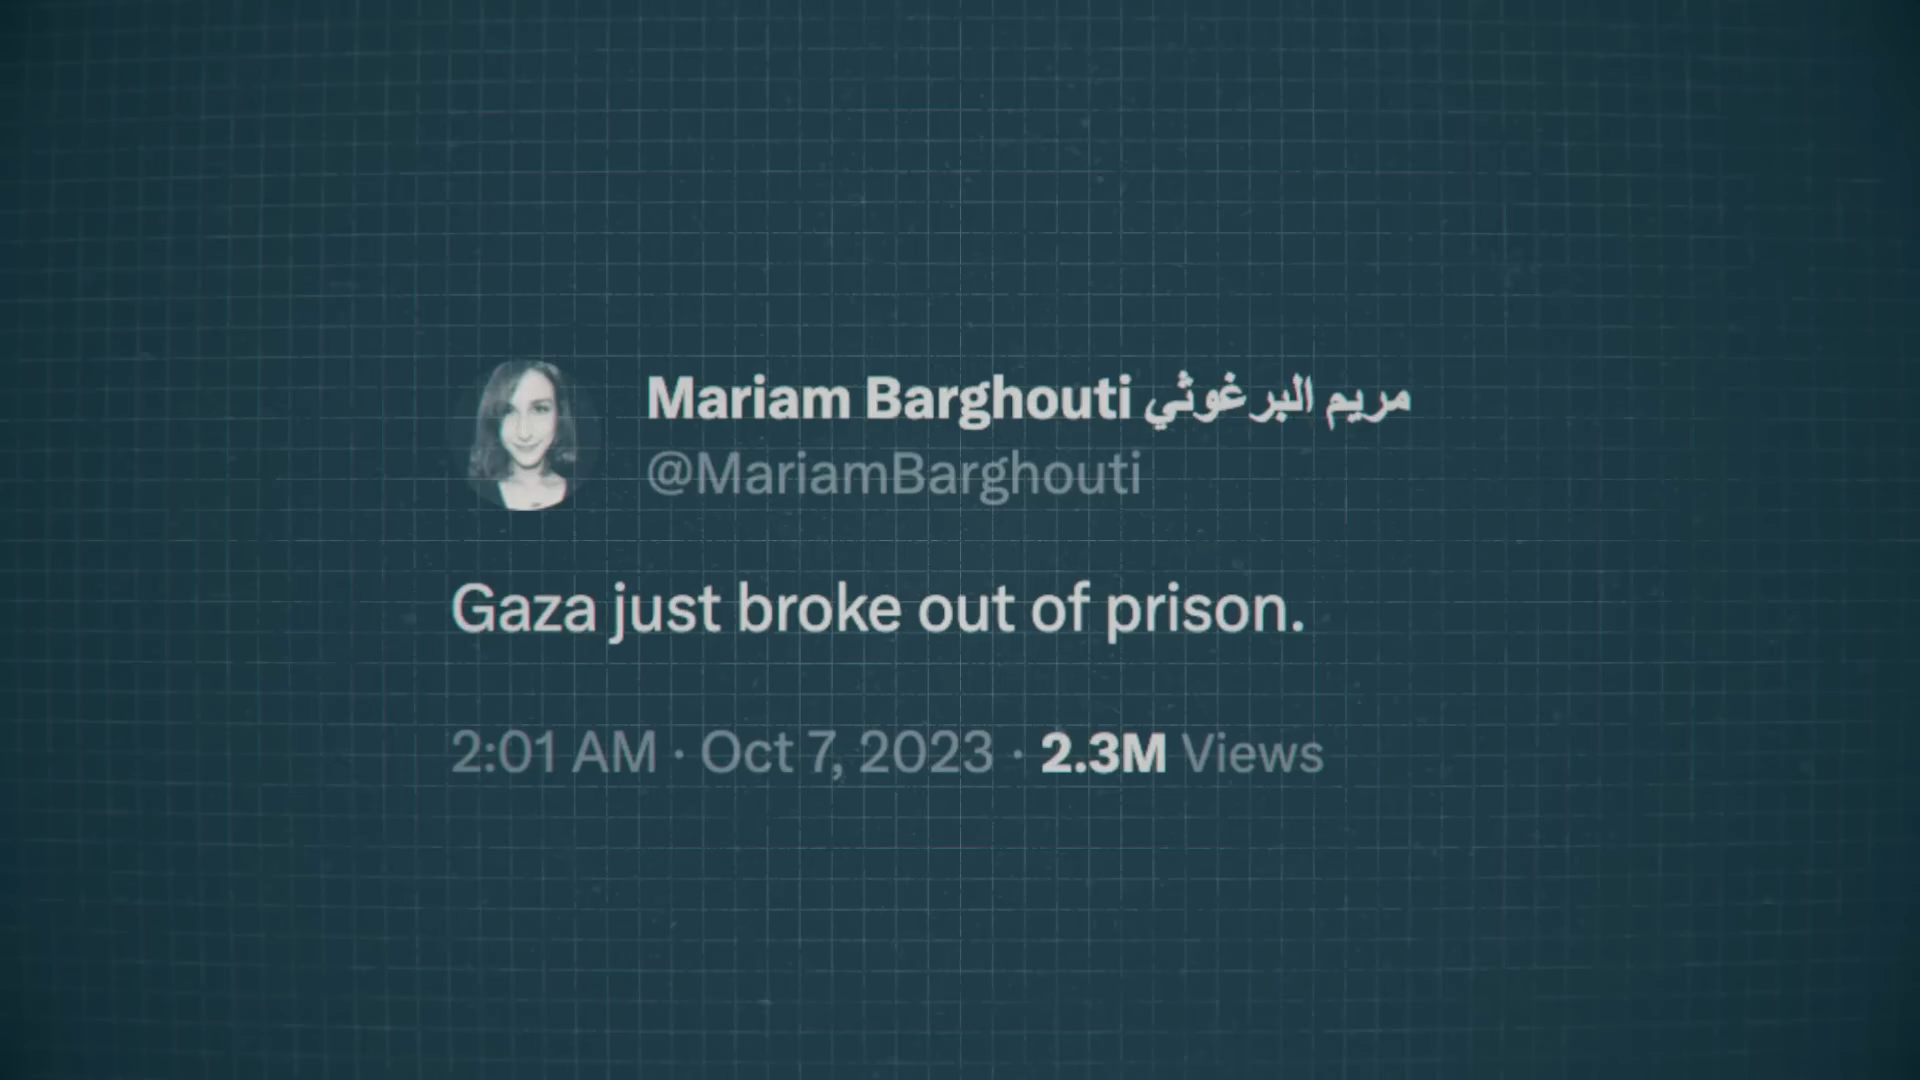 Mariam Barghouti مريم البرغوثي
@MariamBarghouti
Gaza just broke out of prison.
2:01 AM · Oct 7, 2023 · 2.3M Views